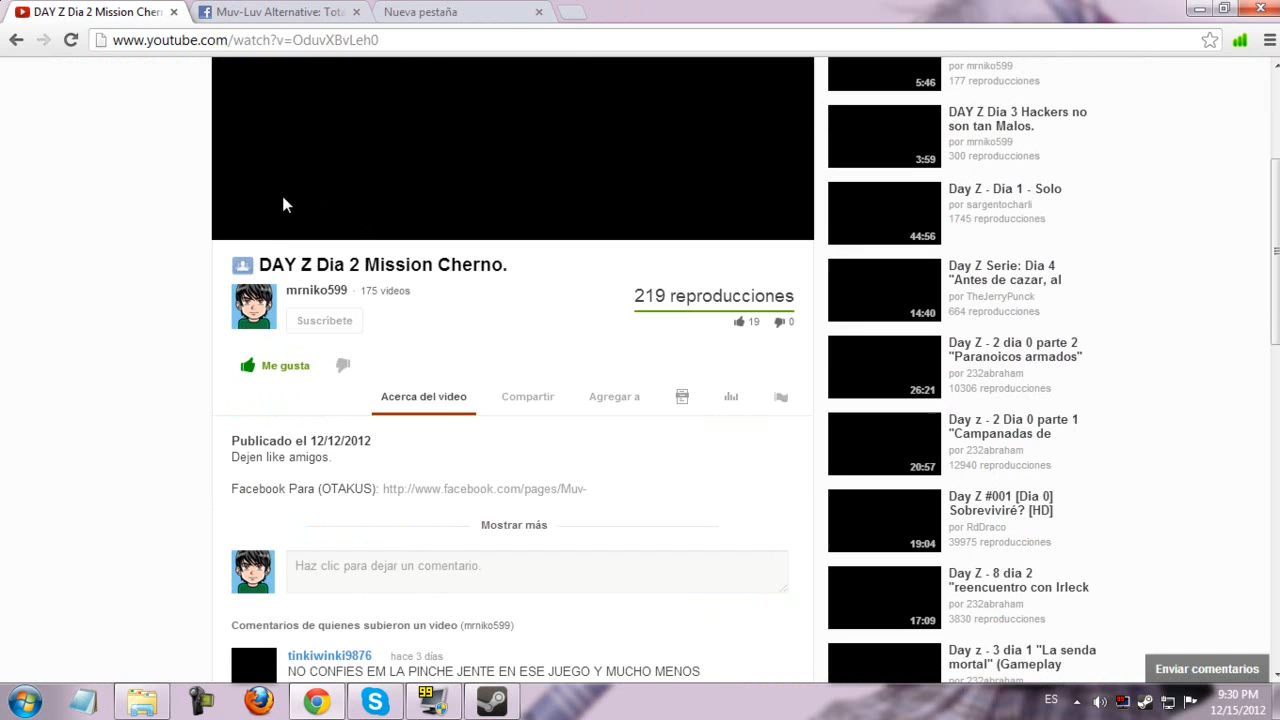 DAY Z Dia 2 Mission Cher
Muv-Luv Alternative: Tota
Nueva pestaña
www.youtube.com/watch?v=OduvXBvLeh0
DAY Z Dia 2 Mission Cherno.
mrniko599 · 175 videos
Suscribete
219 reproducciones
19 0
Me gusta
Acerca del video Compartir Agregar a
Publicado el 12/12/2012
Dejen like amigos.
Facebook Para (OTAKUS): http://www.facebook.com/pages/Muv-
Mostrar más
Haz clic para dejar un comentario.
Comentarios de quienes subieron un video (mrniko599)
tinkiwinki9876 hace 3 días
NO CONFIES EM LA PINCHE JENTE EN ESE JUEGO Y MUCHO MENOS
5:46
por mrniko599
177 reproducciones
3:59
DAY Z Dia 3 Hackers no
son tan Malos.
por mrniko599
300 reproducciones
44:56
Day Z - Dia 1 - Solo
por sargentocharli
1745 reproducciones
14:40
Day Z Serie: Dia 4
"Antes de cazar, al
por TheJerryPunck
664 reproducciones
26:21
Day Z - 2 dia 0 parte 2
"Paranoicos armados"
por 232abraham
10306 reproducciones
20:57
Day z - 2 Dia 0 parte 1
"Campanadas de
por 232abraham
12940 reproducciones
19:04
Day Z #001 [Dia 0]
Sobreviviré? [HD]
por RdDraco
39975 reproducciones
17:09
Day Z - 8 dia 2
"reencuentro con Irleck
por 232abraham
3830 reproducciones
Day z - 3 dia 1 "La senda
mortal" (Gameplay
por 232abraham
Enviar comentarios
99
ES
9:30 PM
12/15/2012